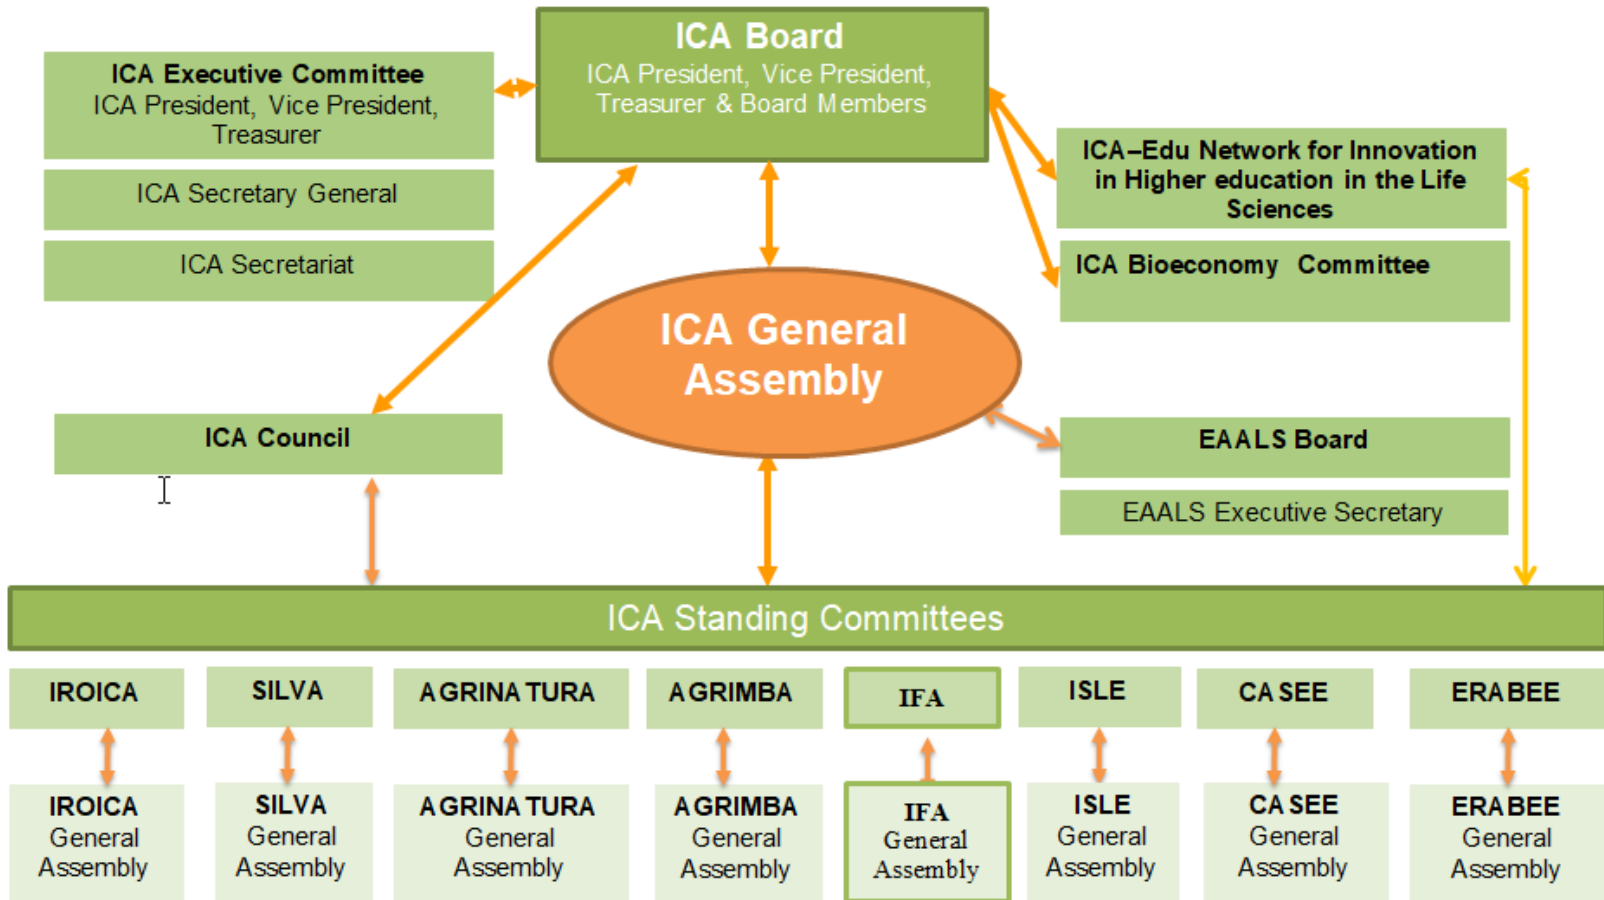 ICA Board
ICA President, Vice President,
Treasurer & Board Members
ICA Executive Committee
ICA President, Vice President,
Treasurer
ICA Secretary General
ICA Secretariat
ICA–Edu Network for Innovation
in Higher education in the Life
Sciences
ICA Bioeconomy Committee
ICA General
Assembly
ICA Council
EAALS Board
EAALS Executive Secretary
ICA Standing Committees
IROICA
SILVA
AGRINATURA
AGRIMBA
IFA
ISLE
CASEE
ERABEE
IROICA
General
Assembly
SILVA
General
Assembly
AGRINATURA
General
Assembly
AGRIMBA
General
Assembly
IFA
General
Assembly
ISLE
General
Assembly
CASEE
General
Assembly
ERABEE
General
Assembly